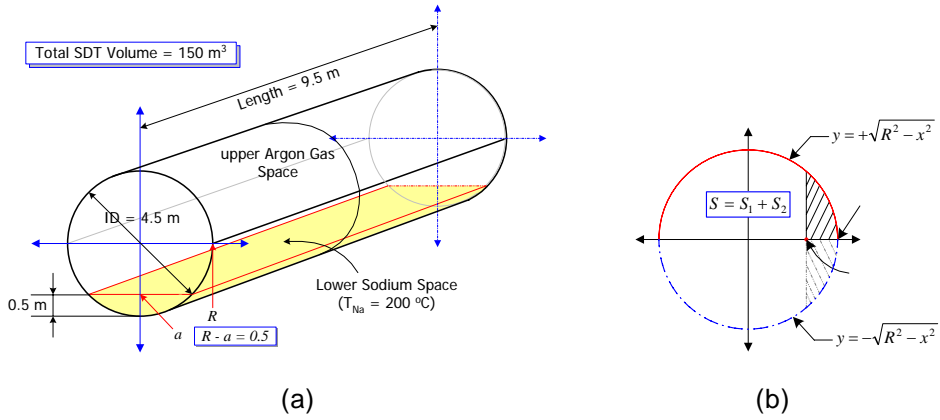 Total SDT Volume = 150 m³
Length = 9.5 m
upper Argon Gas
Space
ID = 4.5 m
Lower Sodium Space
(T_Na = 200 ºC)
0.5 m
a
R
R - a = 0.5
(a)
y = +√(R² − x²)
S = S₁ + S₂
y = −√(R² − x²)
(b)